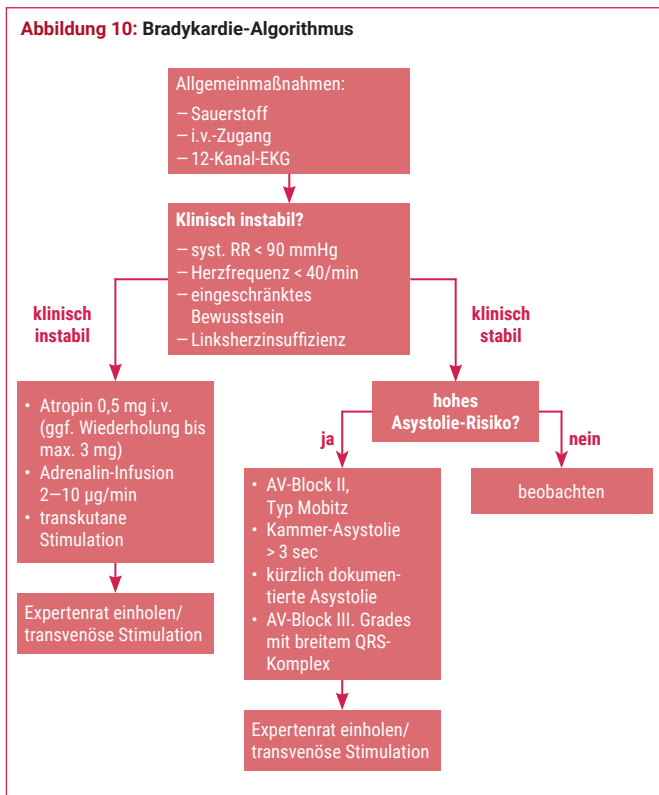 Abbildung 10: Bradykardie-Algorithmus
Allgemeinmaßnahmen:
— Sauerstoff
— i.v.-Zugang
— 12-Kanal-EKG
Klinisch instabil?
— syst. RR < 90 mmHg
— Herzfrequenz < 40/min
— eingeschränktes
Bewusstsein
— Linksherzinsuffizienz
klinisch
instabil
klinisch
stabil
• Atropin 0,5 mg i.v.
(ggf. Wiederholung bis
max. 3 mg)
• Adrenalin-Infusion
2—10 µg/min
• transkutane
Stimulation
Expertenrat einholen/
transvenöse Stimulation
hohes
Asystolie-Risiko?
ja
nein
• AV-Block II,
Typ Mobitz
• Kammer-Asystolie
> 3 sec
• kürzlich dokumen-
tierte Asystolie
• AV-Block III. Grades
mit breitem QRS-
Komplex
beobachten
Expertenrat einholen/
transvenöse Stimulation